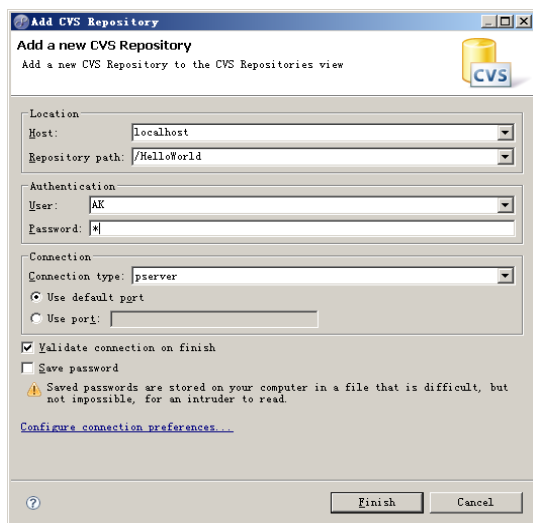 Add CVS Repository
Add a new CVS Repository
Add a new CVS Repository to the CVS Repositories view
CVS
Location
Host: localhost
Repository path: /HelloWorld
Authentication
User: AK
Password: *
Connection
Connection type: pserver
Use default port
Use port:
Validate connection on finish
Save password
Saved passwords are stored on your computer in a file that is difficult, but
not impossible, for an intruder to read.
Configure connection preferences...
?
Finish Cancel